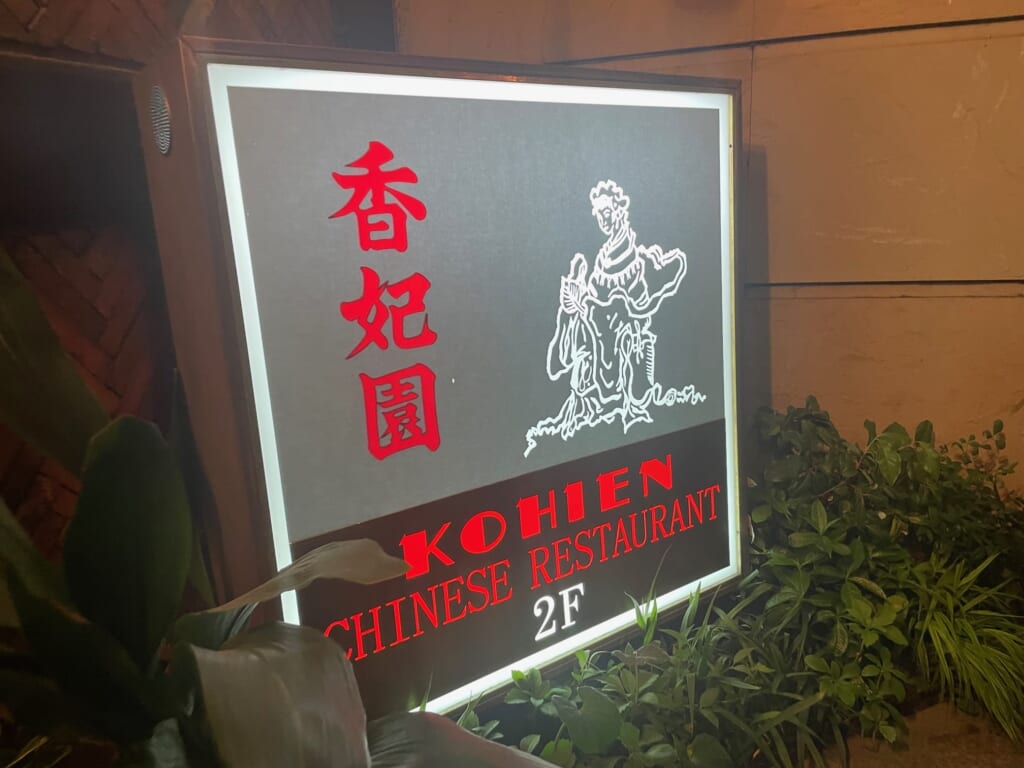 香妃園
KOHIEN
CHINESE RESTAURANT
2F